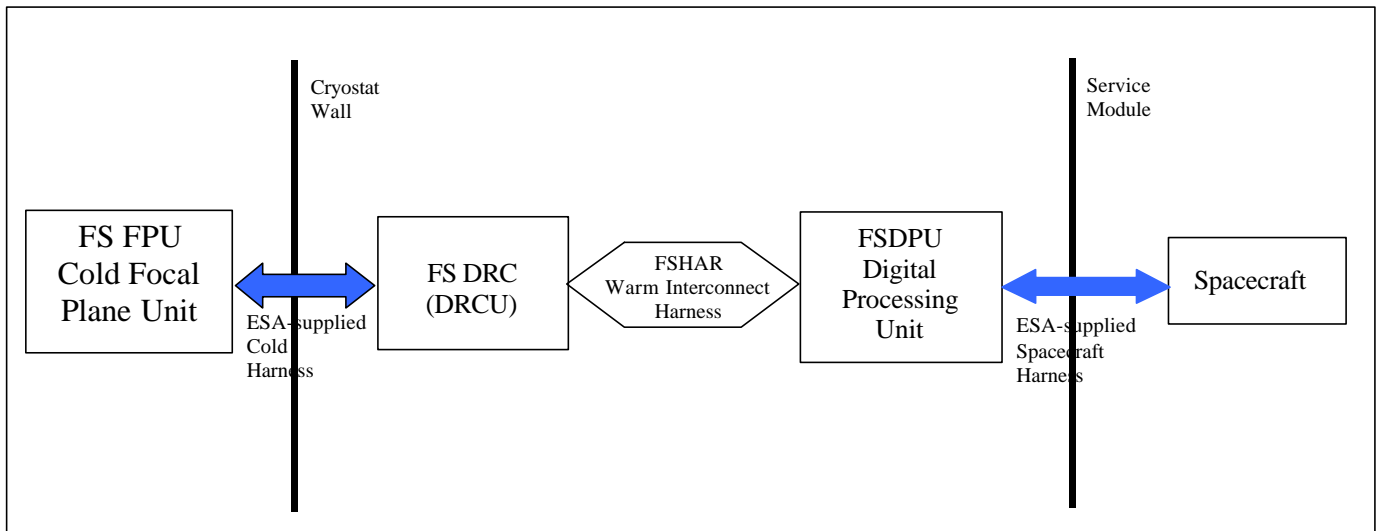 Cryostat
Wall
Service
Module
FS FPU
Cold Focal
Plane Unit
ESA-supplied
Cold
Harness
FS DRC
(DRCU)
FSHAR
Warm Interconnect
Harness
FSDPU
Digital
Processing
Unit
ESA-supplied
Spacecraft
Harness
Spacecraft